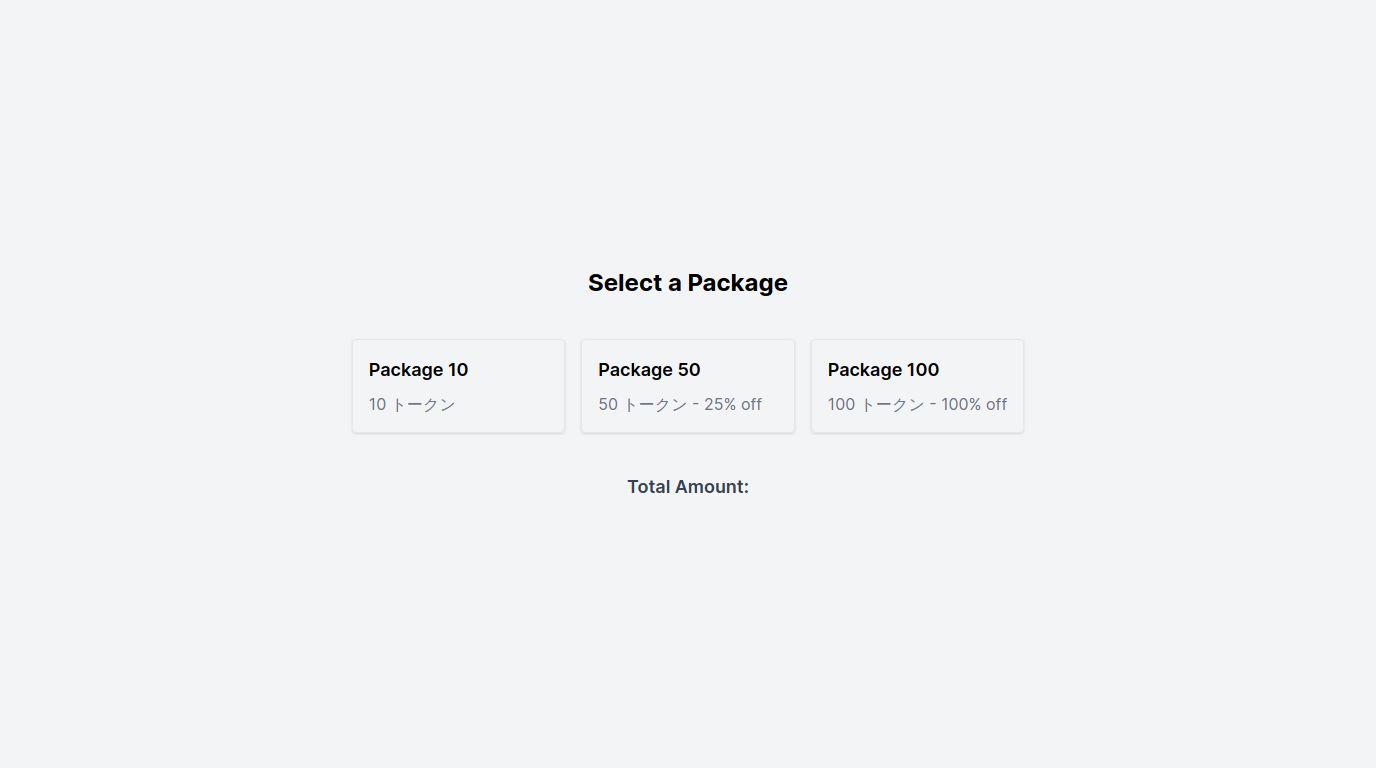 Select a Package
Package 10
10 トークン
Package 50
50 トークン - 25% off
Package 100
100 トークン - 100% off
Total Amount: